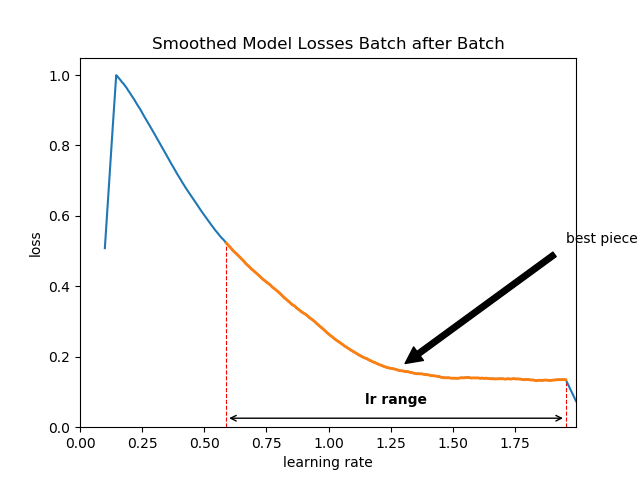 Smoothed Model Losses Batch after Batch
1.0
0.8
loss
0.6
best piece
0.4
0.2
lr range
0.0
0.00 0.25 0.50 0.75 1.00 1.25 1.50 1.75
learning rate